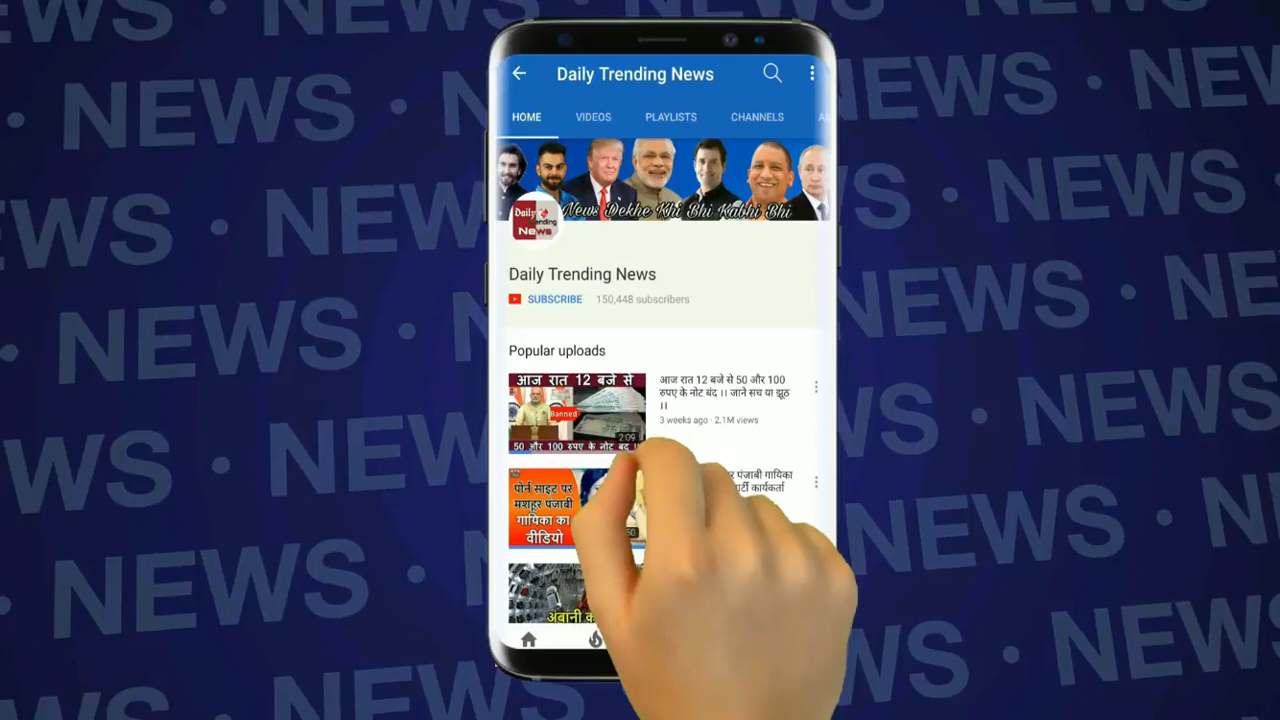 NEWS • NEWS • NEWS
Daily Trending News
HOME VIDEOS PLAYLISTS CHANNELS
News Dekhe Khi Bhi Kabhi Bhi
Daily
Trending
News
Daily Trending News
SUBSCRIBE 150,448 subscribers
Popular uploads
आज रात 12 बजे से
Banned
2:09
50 और 100 रुपए के नोट बंद !!
आज रात 12 बजे से 50 और 100
रुपए के नोट बंद ।। जाने सच या झूठ
।।
3 weeks ago · 2.1M views
पोर्न साइट पर
मशहूर पंजाबी
गायिका का
वीडियो
पंजाबी गायिका
कार्यकर्ता
अंबानी